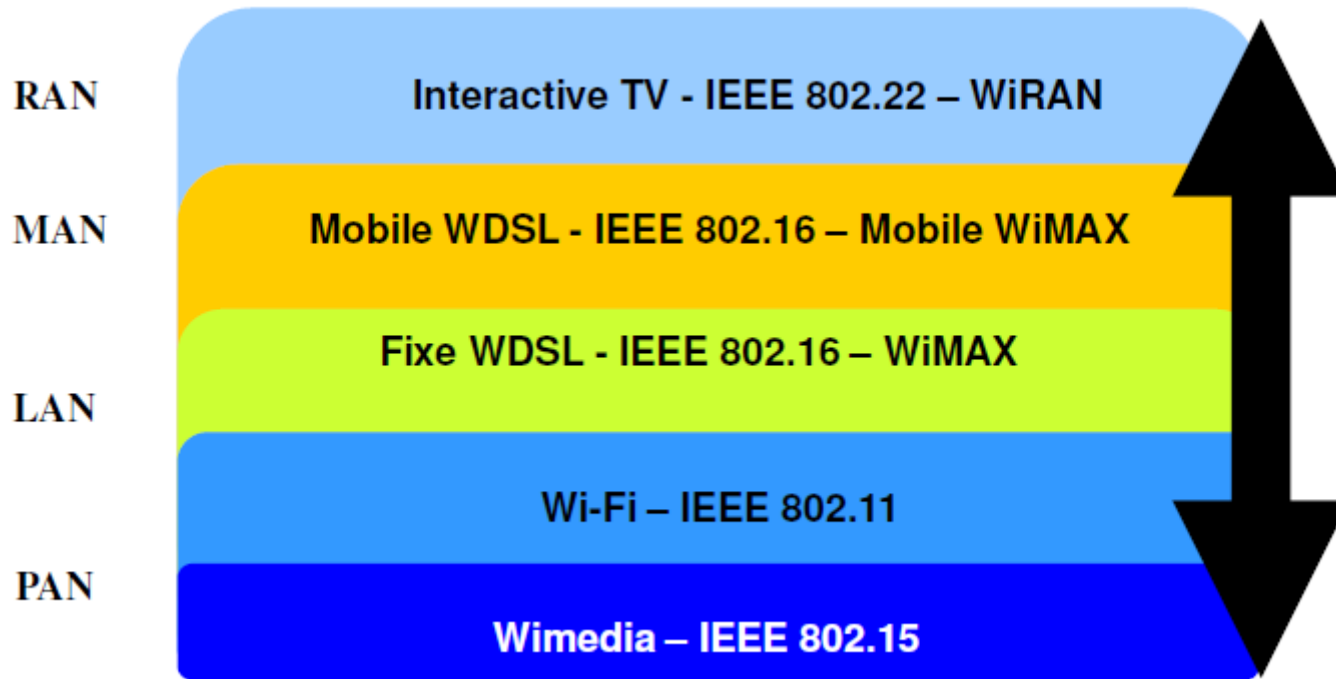 RAN
Interactive TV - IEEE 802.22 – WiRAN
MAN
Mobile WDSL - IEEE 802.16 – Mobile WiMAX
Fixe WDSL - IEEE 802.16 – WiMAX
LAN
Wi-Fi – IEEE 802.11
PAN
Wimedia – IEEE 802.15